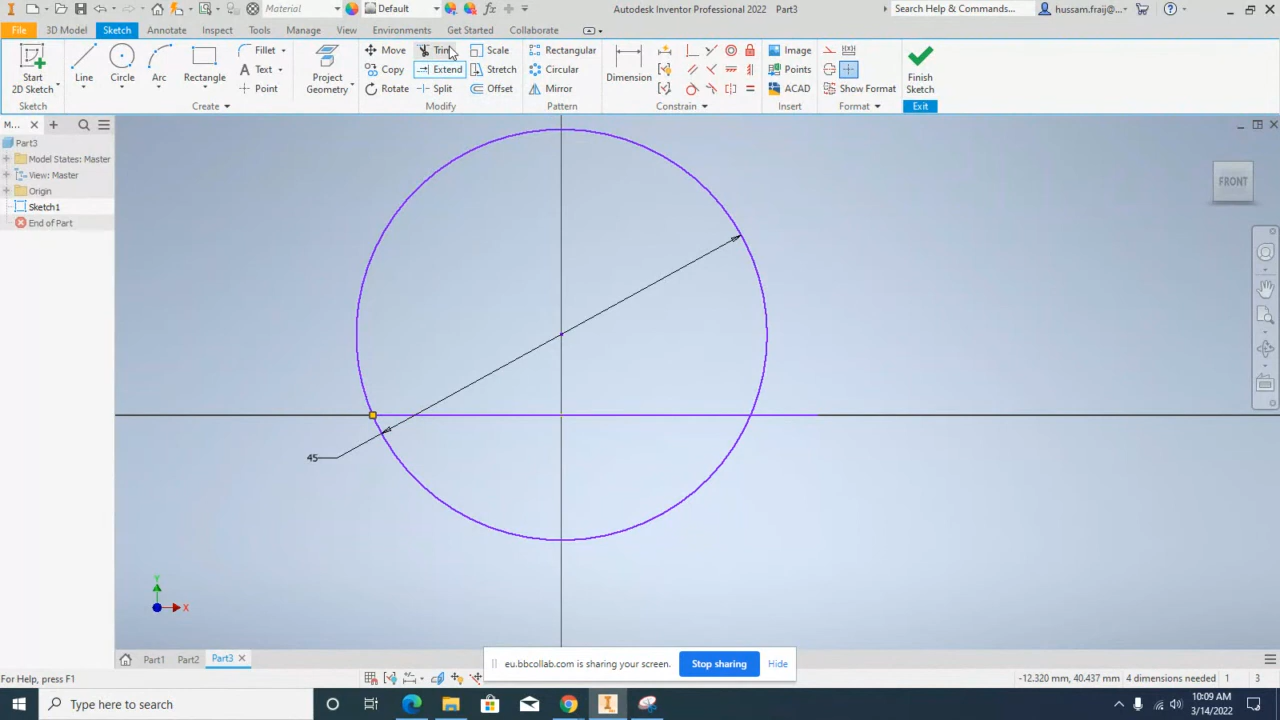 Material Default Autodesk Inventor Professional 2022 Part3 Search Help & Commands... hussam.fraij@...
File 3D Model Sketch Annotate Inspect Tools Manage View Environments Get Started Collaborate
Start 2D Sketch Line Circle Arc Rectangle Fillet Text Point Project Geometry
Move Copy Rotate Trim Extend Split Scale Stretch Offset
Rectangular Circular Mirror Dimension Image Points ACAD Show Format Finish Sketch
Sketch Create Modify Pattern Constrain Insert Format Exit
M...
Part3
Model States: Master
View: Master
Origin
Sketch1
End of Part
FRONT
45
Y
X
Part1 Part2 Part3
eu.bbcollab.com is sharing your screen. Stop sharing Hide
For Help, press F1 -12.320 mm, 40.437 mm 4 dimensions needed 1 3
Type here to search 10:09 AM
3/14/2022